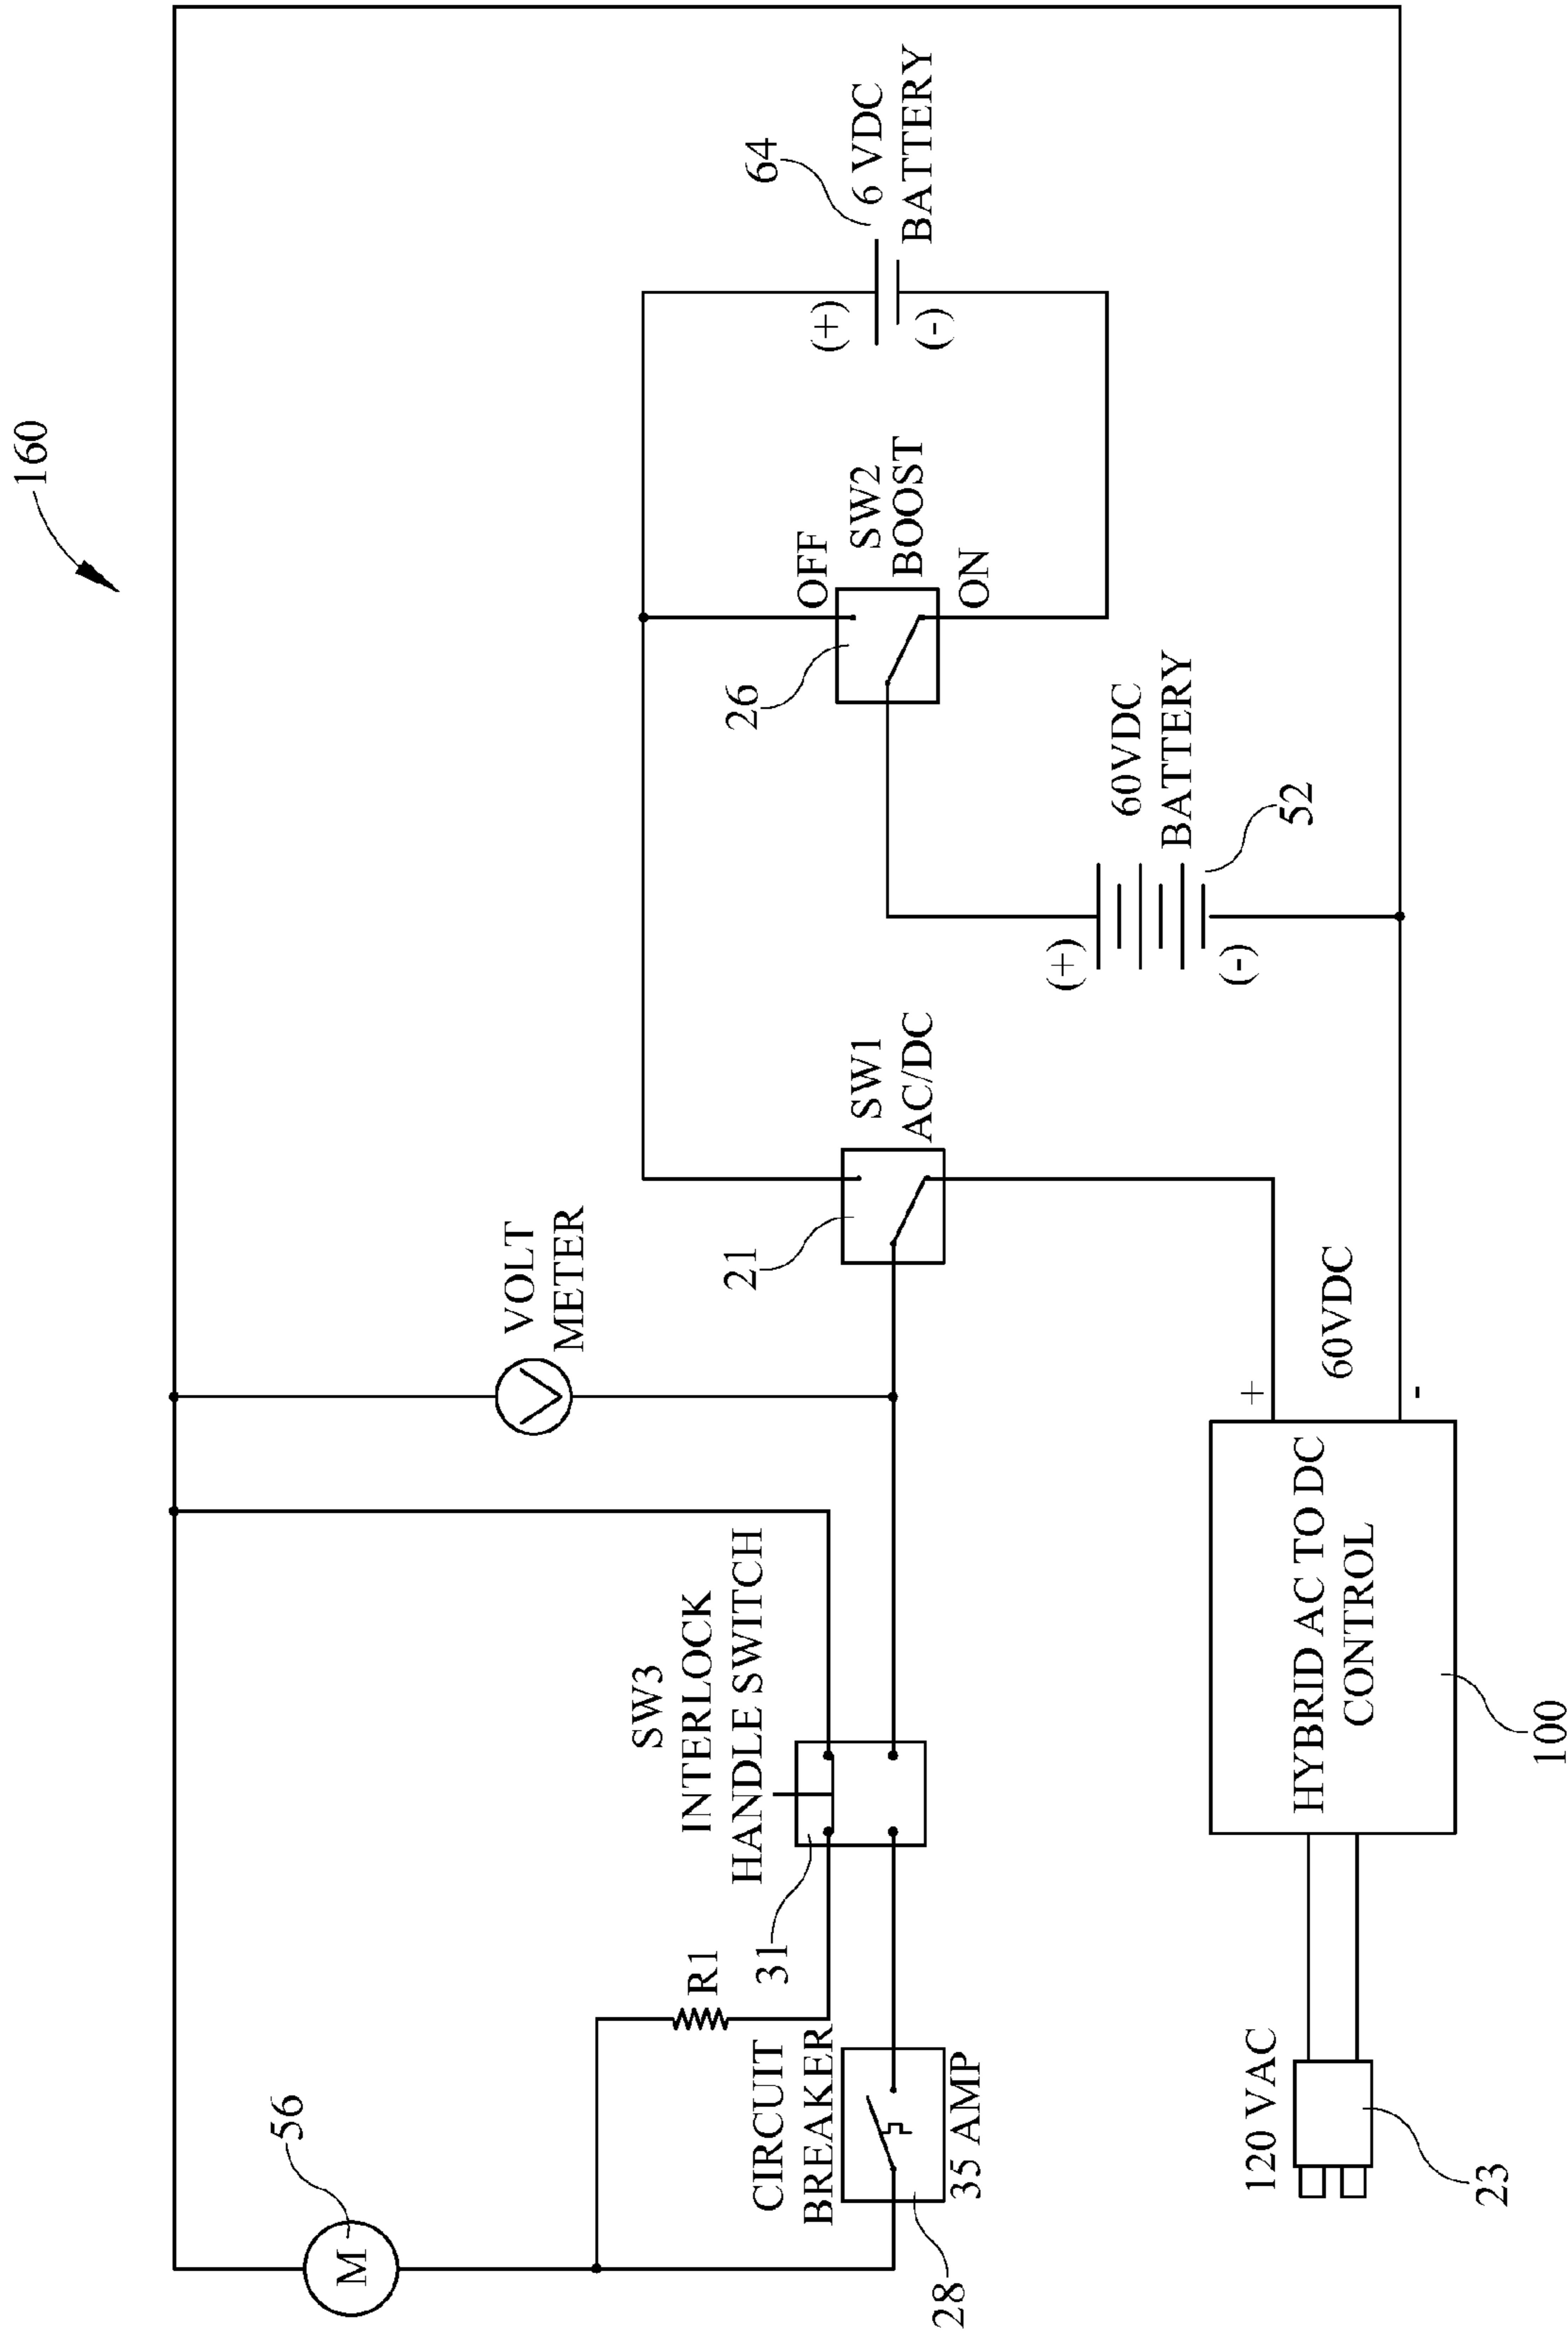 160
56
M
R1
SW3
INTERLOCK
HANDLE SWITCH
31
CIRCUIT
BREAKER
35 AMP
28
VOLT
METER
21
SW1
AC/DC
26
OFF
SW2
BOOST
ON
64
6 VDC
BATTERY
(+)
(-)
60VDC
BATTERY
(+)
(-)
52
120 VAC
23
HYBRID AC TO DC
CONTROL
100
+
60VDC
-